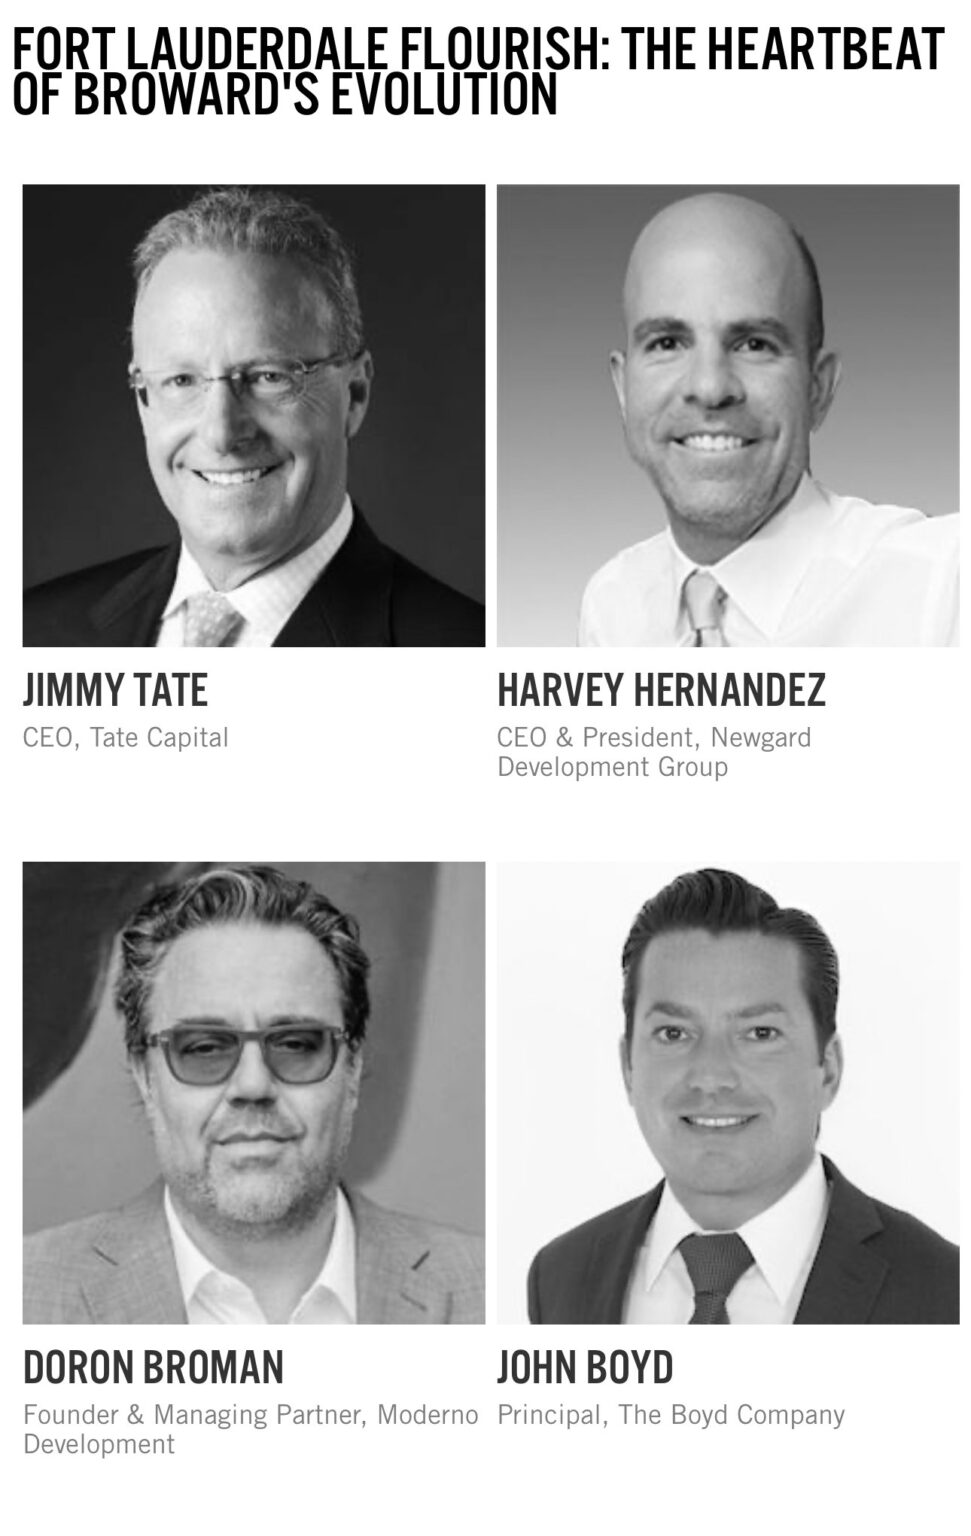 FORT LAUDERDALE FLOURISH: THE HEARTBEAT
OF BROWARD'S EVOLUTION
JIMMY TATE
CEO, Tate Capital
HARVEY HERNANDEZ
CEO & President, Newgard
Development Group
DORON BROMAN
Founder & Managing Partner, Moderno
Development
JOHN BOYD
Principal, The Boyd Company